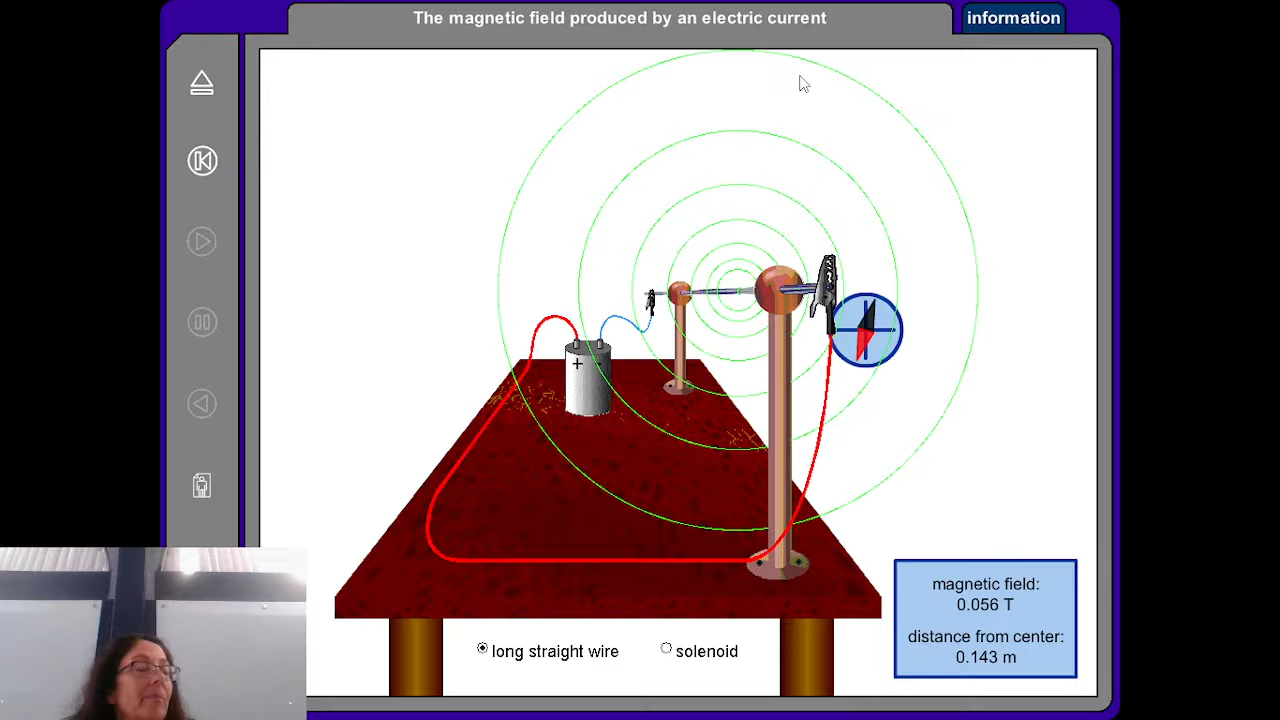 The magnetic field produced by an electric current
information
+
long straight wire
solenoid
magnetic field:
0.056 T
distance from center:
0.143 m